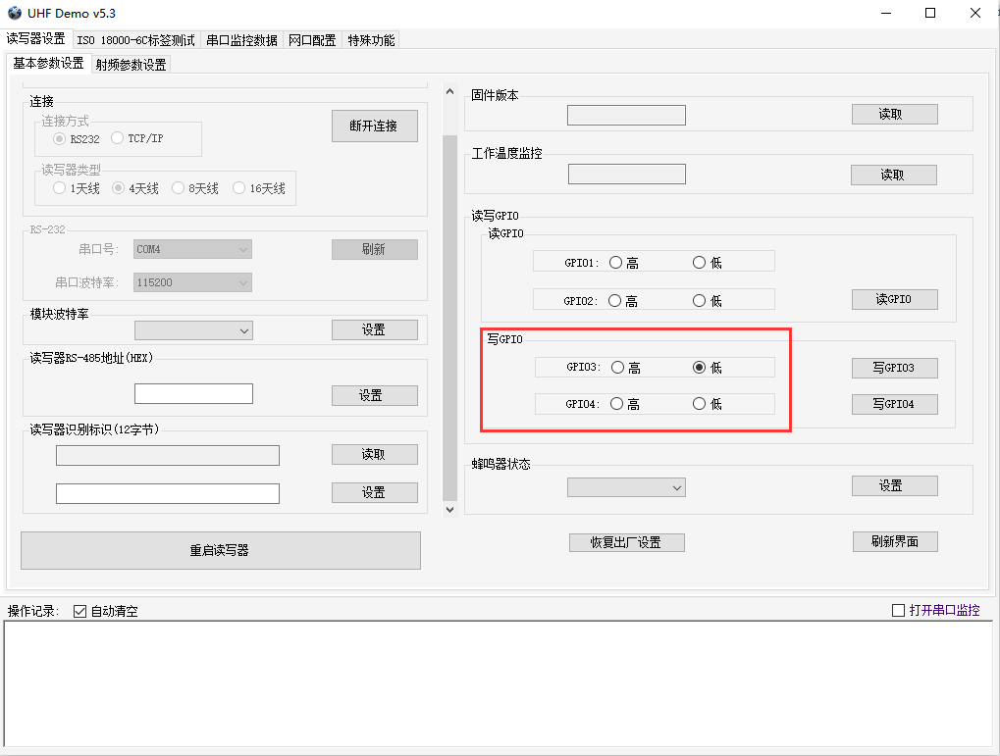 UHF Demo v5.3
读写器设置 ISO 18000-6C标签测试 串口监控数据 网口配置 特殊功能
基本参数设置 射频参数设置
连接
连接方式
RS232 TCP/IP
断开连接
读写器类型
1天线 4天线 8天线 16天线
RS-232
串口号: COM4 刷新
串口波特率: 115200
模块波特率
设置
读写器RS-485地址(HEX)
设置
读写器识别标识(12字节)
读取
设置
重启读写器
固件版本
读取
工作温度监控
读取
读写GPIO
读GPIO
GPIO1: 高 低
GPIO2: 高 低 读GPIO
写GPIO
GPIO3: 高 低 写GPIO3
GPIO4: 高 低 写GPIO4
蜂鸣器状态
设置
恢复出厂设置 刷新界面
操作记录: 自动清空 打开串口监控